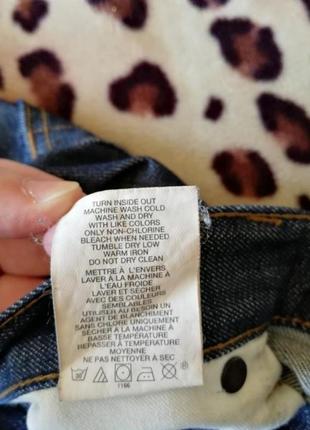 TURN INSIDE OUT
MACHINE WASH COLD
WASH AND DRY
WITH LIKE COLORS
ONLY NON-CHLORINE
BLEACH WHEN NEEDED
TUMBLE DRY LOW
WARM IRON
DO NOT DRY CLEAN
METTRE À L'ENVERS
LAVER À LA MACHINE À
L'EAU FROIDE
LAVER ET SÉCHER
AVEC DES COULEURS
SEMBLABLES
UTILISER AU BESOIN UN
AGENT DE BLANCHIMENT
SANS CHLORE SÉCHER À
LA MACHINE À
BASSE TEMPÉRATURE
REPASSER À TEMPÉRATURE
MOYENNE
NE PAS NETTOYER À SEC
1166